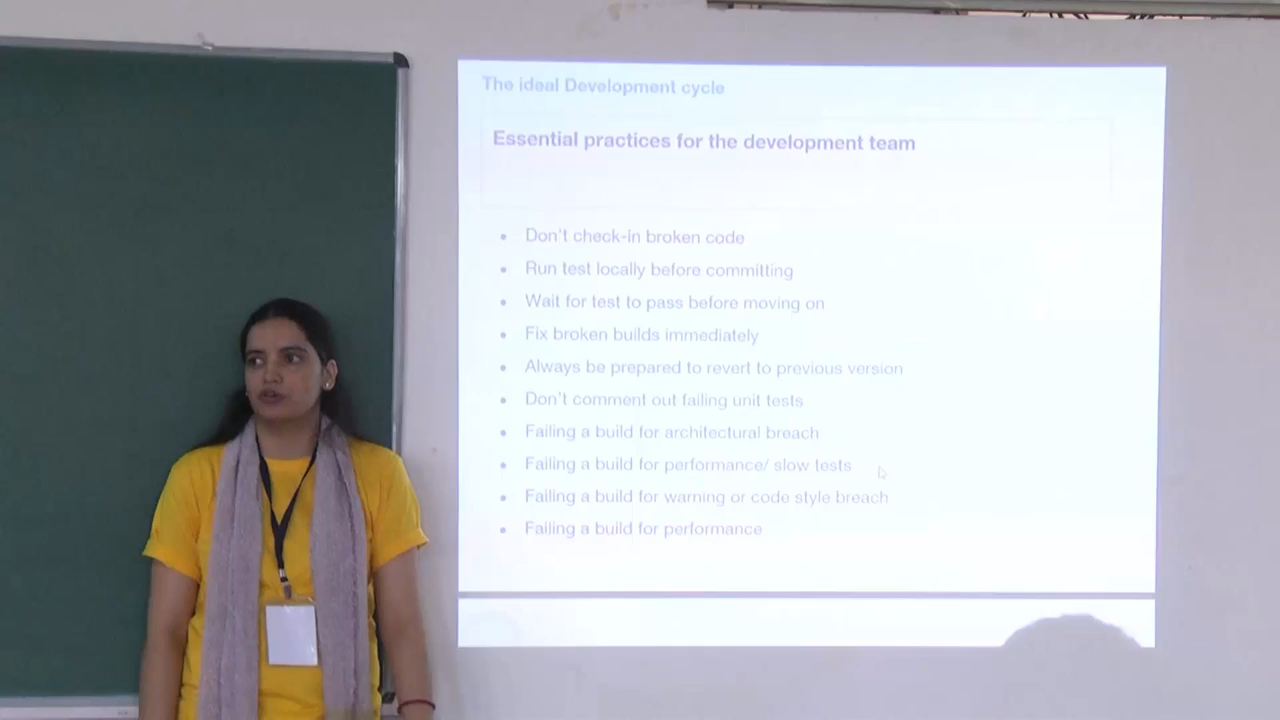 The ideal Development cycle
Essential practices for the development team
• Don't check-in broken code
• Run test locally before committing
• Wait for test to pass before moving on
• Fix broken builds immediately
• Always be prepared to revert to previous version
• Don't comment out failing unit tests
• Failing a build for architectural breach
• Failing a build for performance/ slow tests
• Failing a build for warning or code style breach
• Failing a build for performance